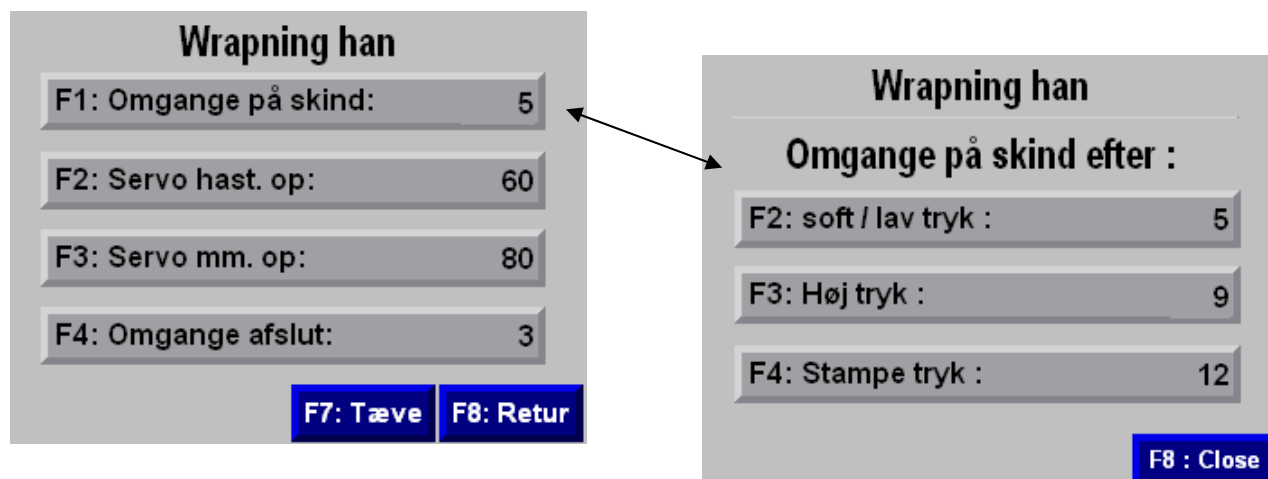 Wrapning han
F1: Omgange på skind: 5
F2: Servo hast. op: 60
F3: Servo mm. op: 80
F4: Omgange afslut: 3
F7: Tæve F8: Retur
Wrapning han
Omgange på skind efter :
F2: soft / lav tryk : 5
F3: Høj tryk : 9
F4: Stampe tryk : 12
F8 : Close